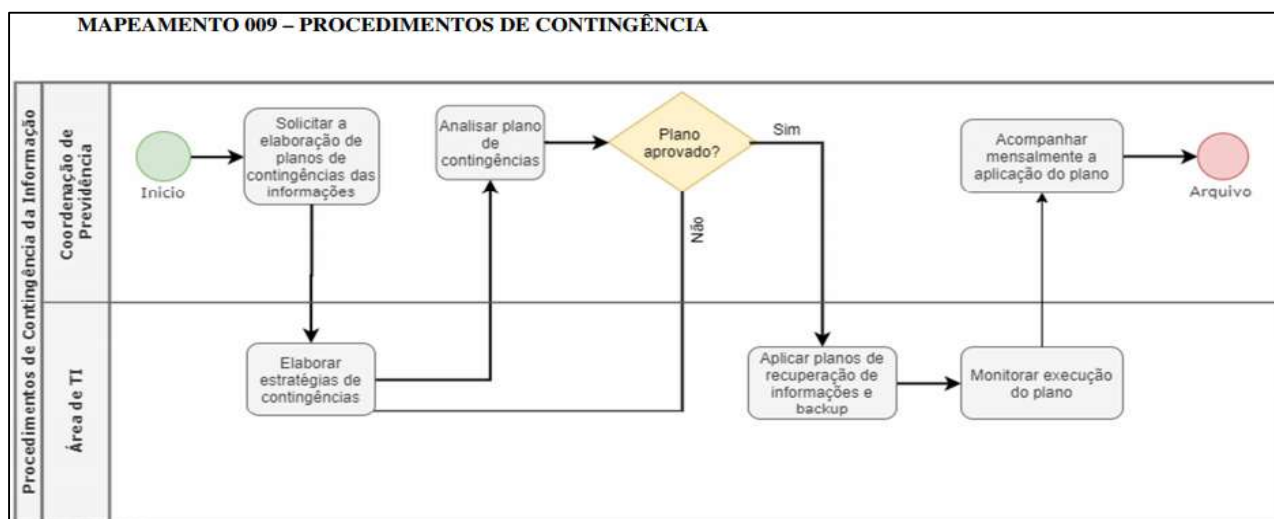 MAPEAMENTO 009 – PROCEDIMENTOS DE CONTINGÊNCIA
Procedimentos de Contingência da Informação
Coordenação de
Previdência
Inicio
Solicitar a
elaboração de
planos de
contingências das
informações
Analisar plano
de
contingências
Plano
aprovado?
Sim
Não
Acompanhar
mensalmente a
aplicação do plano
Arquivo
Área de TI
Elaborar
estratégias de
contingências
Aplicar planos de
recuperação de
informações e
backup
Monitorar execução
do plano